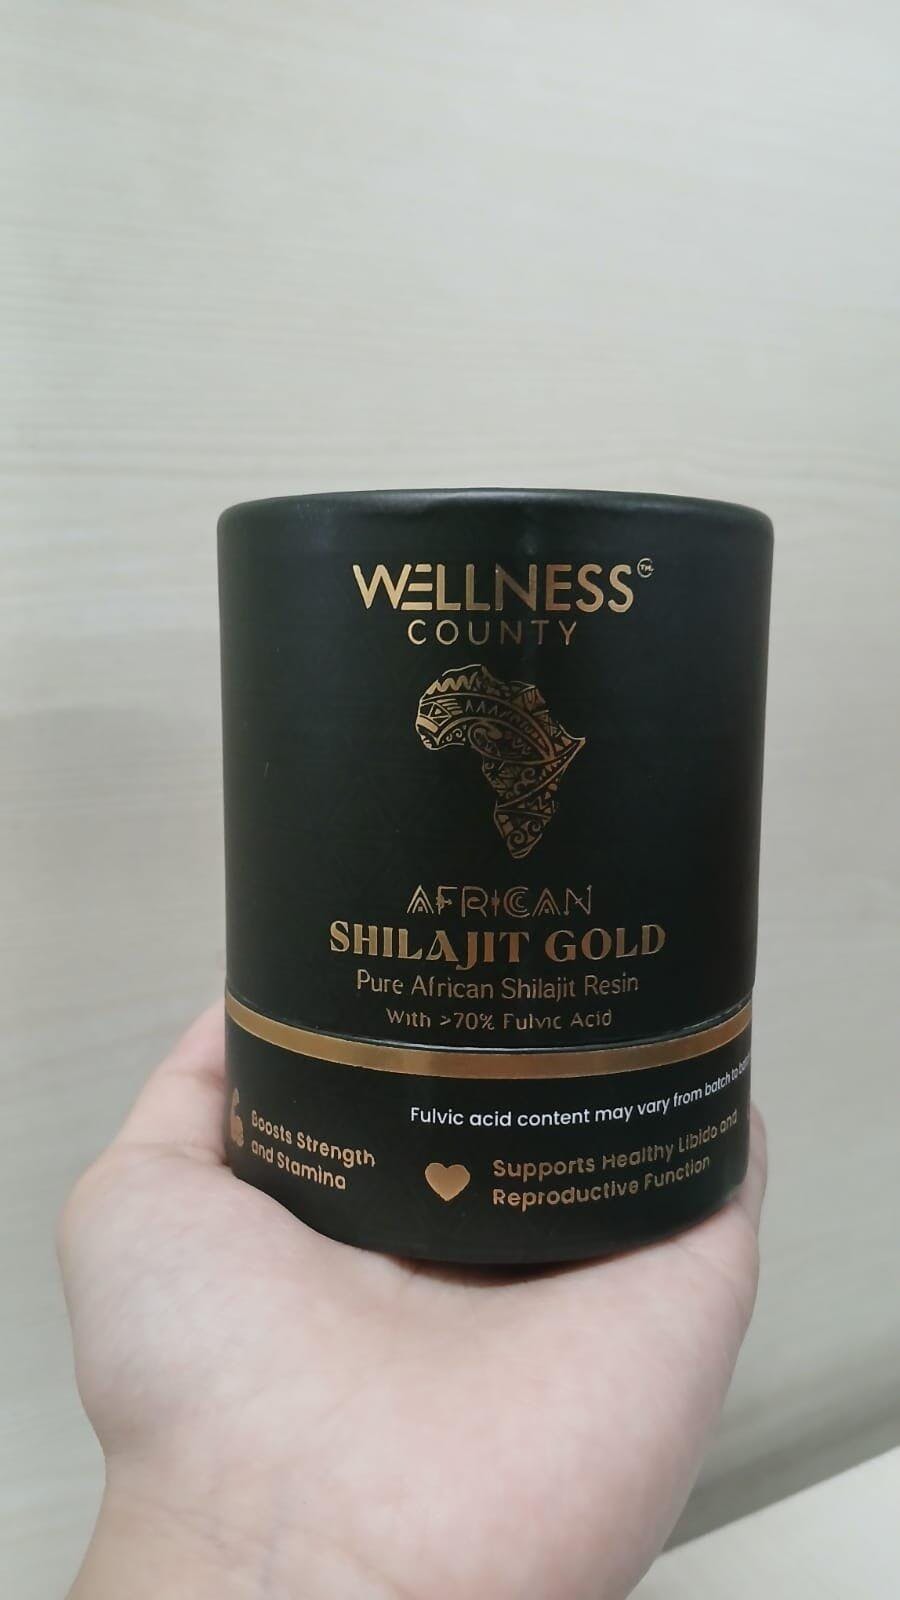 WELLNESS™
COUNTY
AFRICAN
SHILAJIT GOLD
Pure African Shilajit Resin
With >70% Fulvic Acid
Fulvic acid content may vary from batch to
Boosts Strength
and Stamina
Supports Healthy Libido and
Reproductive Function